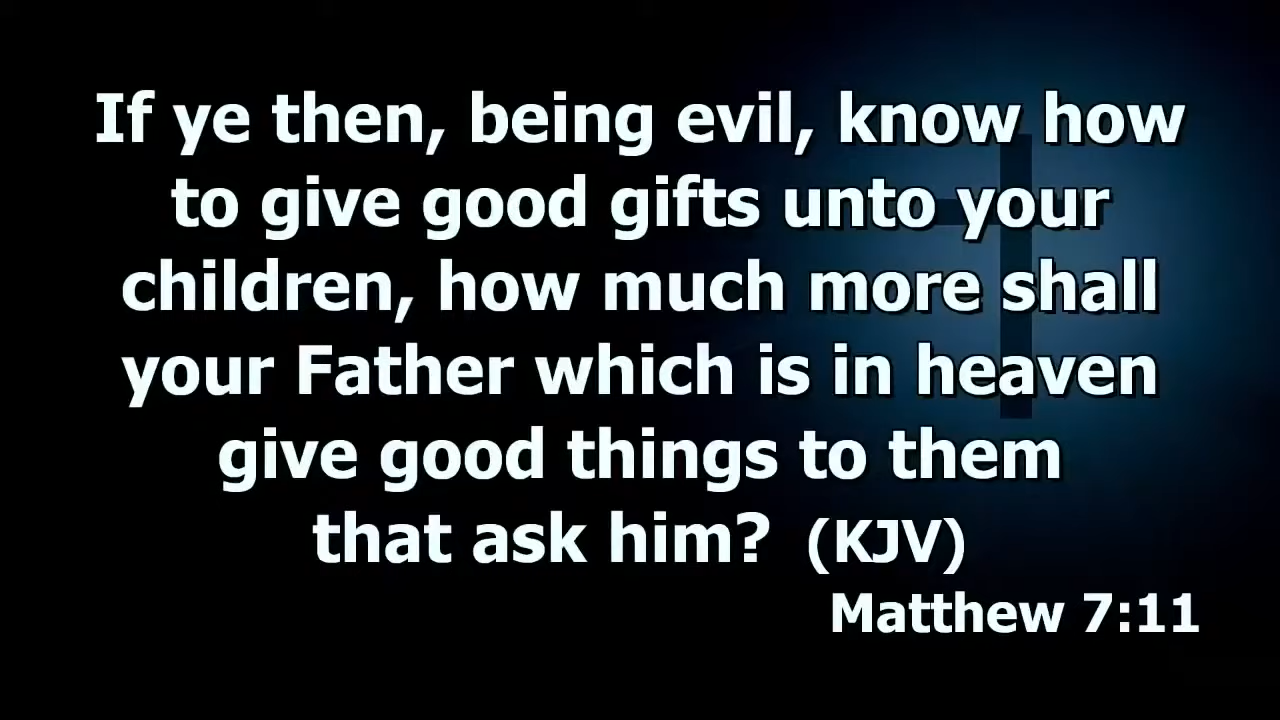 If ye then, being evil, know how
to give good gifts unto your
children, how much more shall
your Father which is in heaven
give good things to them
that ask him? (KJV)
Matthew 7:11